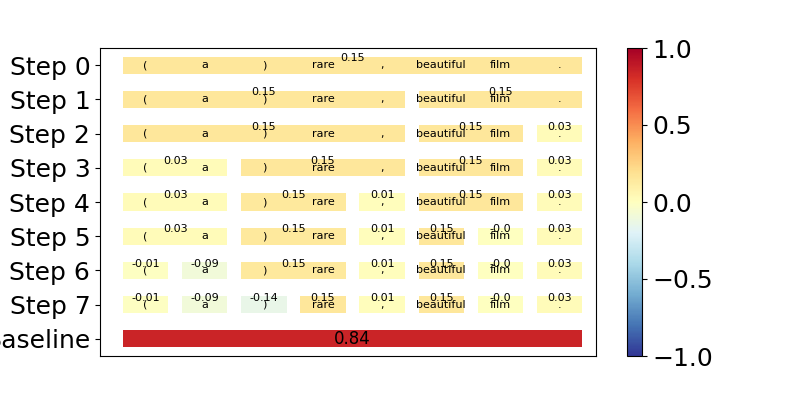 Step 0 ( a ) rare 0.15 , beautiful film .
Step 1 ( a 0.15 ) rare , beautiful 0.15 film .
Step 2 ( a 0.15 ) rare , beautiful 0.15 film 0.03 .
Step 3 ( 0.03 a ) 0.15 rare , beautiful 0.15 film 0.03 .
Step 4 ( 0.03 a ) 0.15 rare 0.01 , beautiful 0.15 film 0.03 .
Step 5 ( 0.03 a ) 0.15 rare 0.01 , 0.15 beautiful -0.0 film 0.03 .
Step 6 -0.01 ( -0.09 a ) 0.15 rare 0.01 , 0.15 beautiful -0.0 film 0.03 .
Step 7 -0.01 ( -0.09 a -0.14 ) 0.15 rare 0.01 , 0.15 beautiful -0.0 film 0.03 .
aseline 0.84
1.0
0.5
0.0
−0.5
−1.0